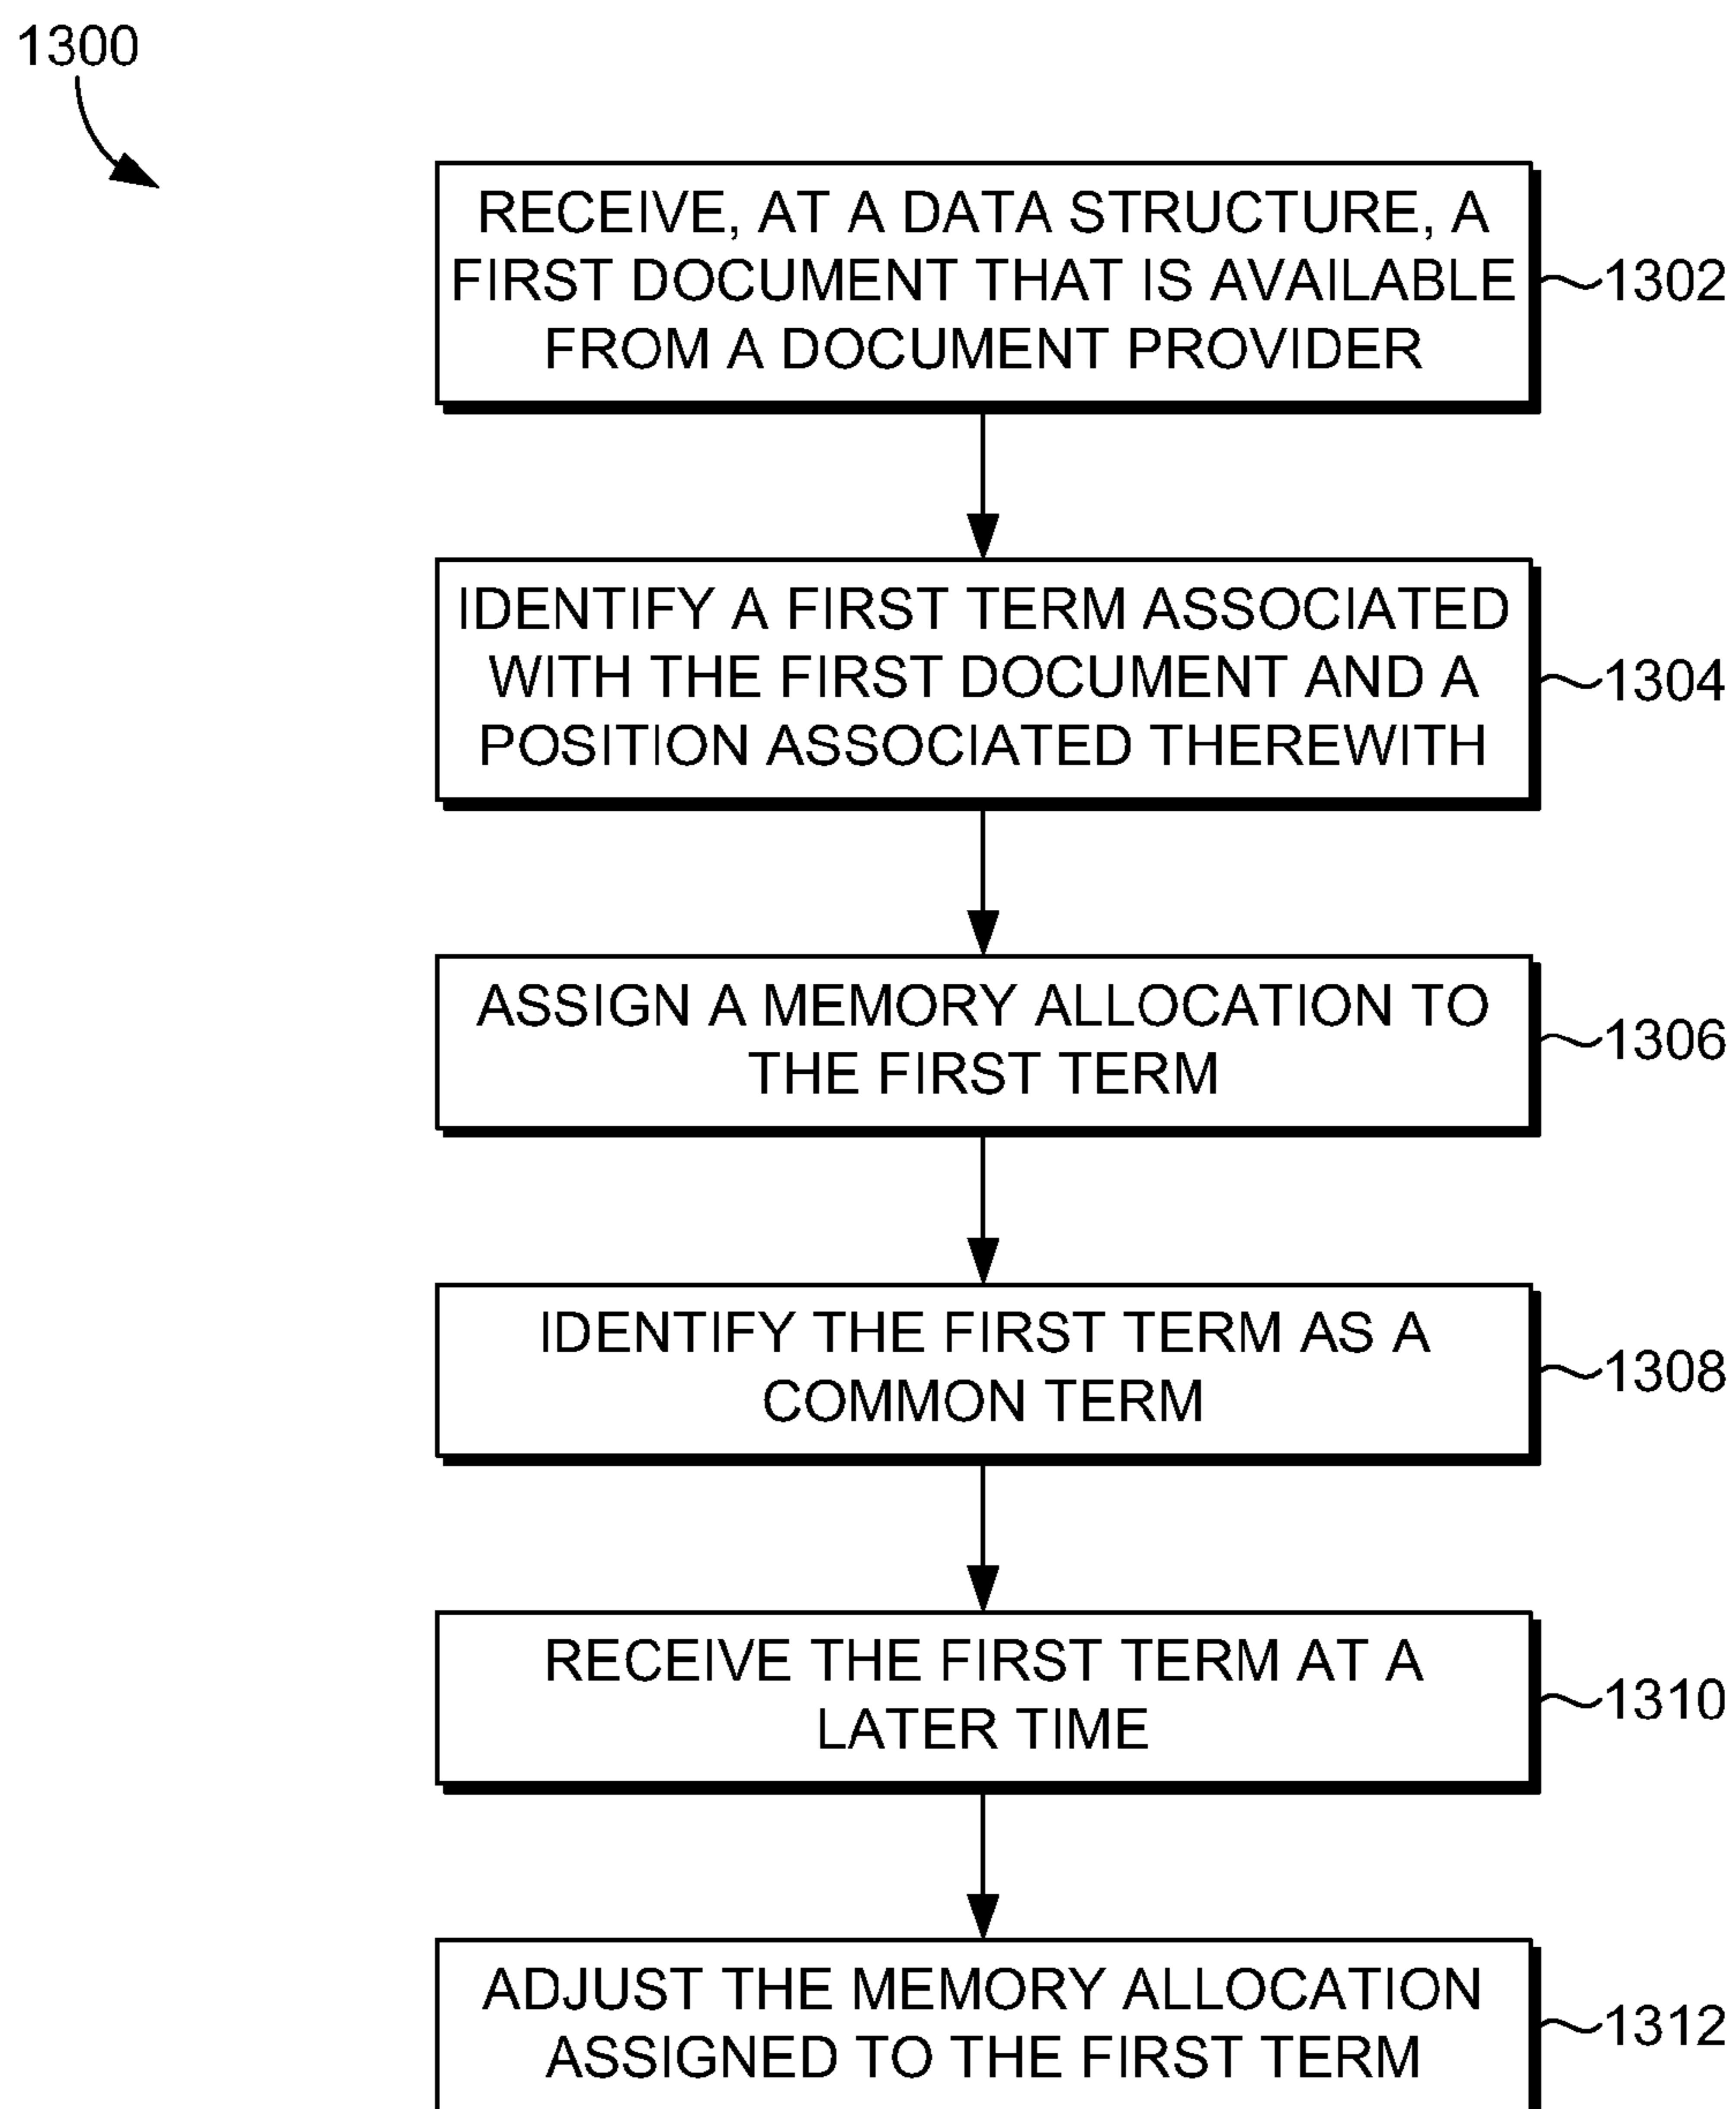 1300
RECEIVE, AT A DATA STRUCTURE, A
FIRST DOCUMENT THAT IS AVAILABLE
FROM A DOCUMENT PROVIDER
1302
IDENTIFY A FIRST TERM ASSOCIATED
WITH THE FIRST DOCUMENT AND A
POSITION ASSOCIATED THEREWITH
1304
ASSIGN A MEMORY ALLOCATION TO
THE FIRST TERM
1306
IDENTIFY THE FIRST TERM AS A
COMMON TERM
1308
RECEIVE THE FIRST TERM AT A
LATER TIME
1310
ADJUST THE MEMORY ALLOCATION
ASSIGNED TO THE FIRST TERM
1312